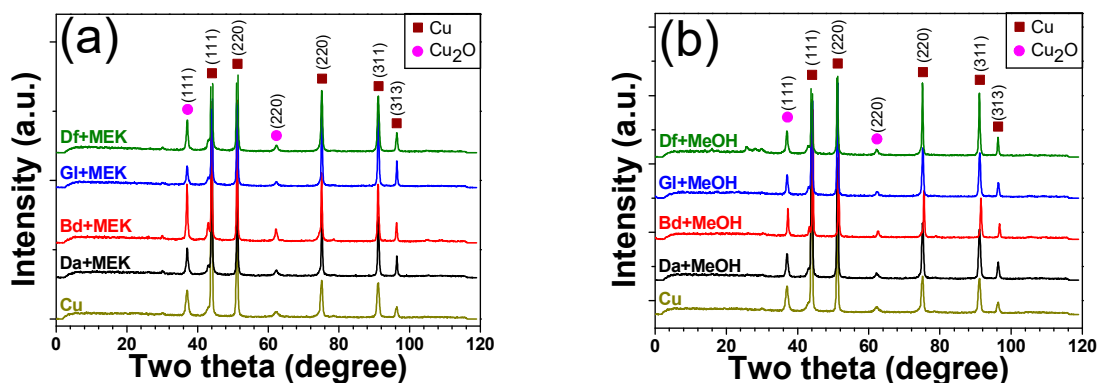 (a)
Cu
Cu2O
(111)
(111)
(220)
(220)
(220)
(311)
(313)
Df+MEK
Gl+MEK
Bd+MEK
Da+MEK
Cu
Intensity (a.u.)
0 20 40 60 80 100 120
Two theta (degree)
(b)
Cu
Cu2O
(111)
(111)
(220)
(220)
(220)
(311)
(313)
Df+MeOH
Gl+MeOH
Bd+MeOH
Da+MeOH
Cu
Intensity (a.u.)
0 20 40 60 80 100 120
Two theta (degree)